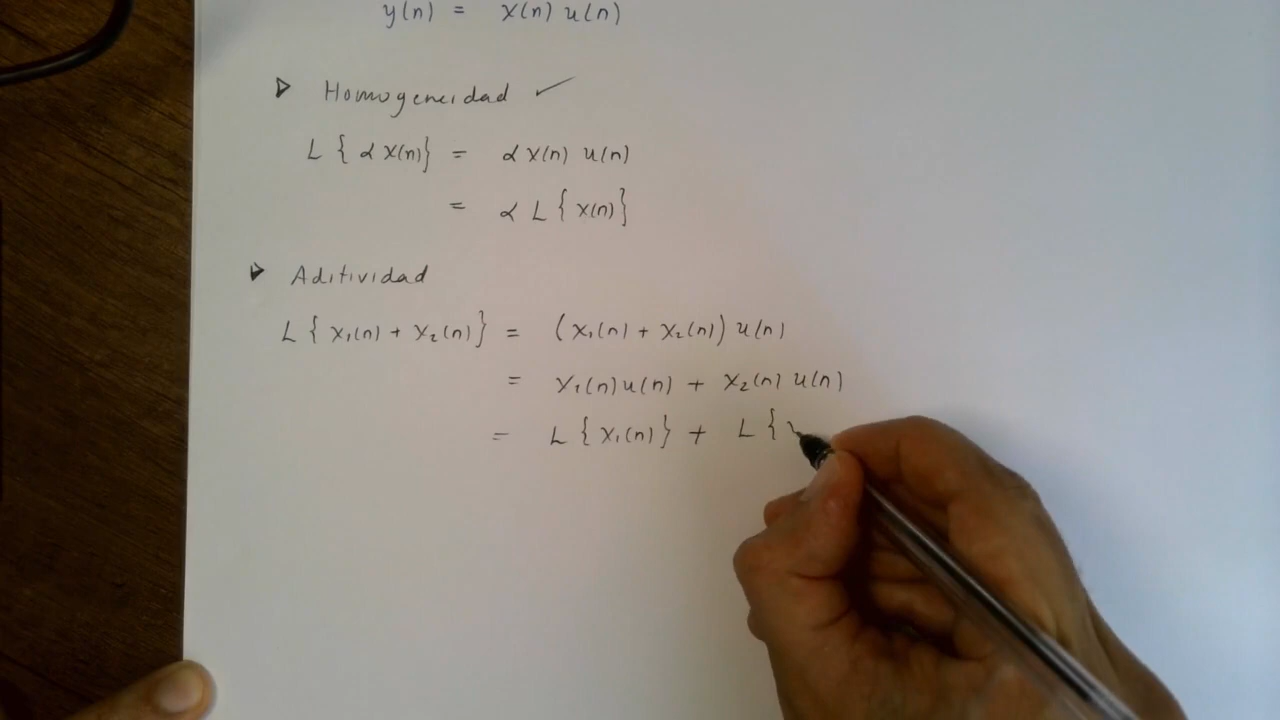 y(n) = x(n) u(n)
Homogeneidad ✓
L { α x(n)} = α x(n) u(n)
= α L { x(n)}
Aditividad
L { x₁(n) + x₂(n) } = (x₁(n) + x₂(n)) u(n)
= x₁(n) u(n) + x₂(n) u(n)
= L { x₁(n) } + L {